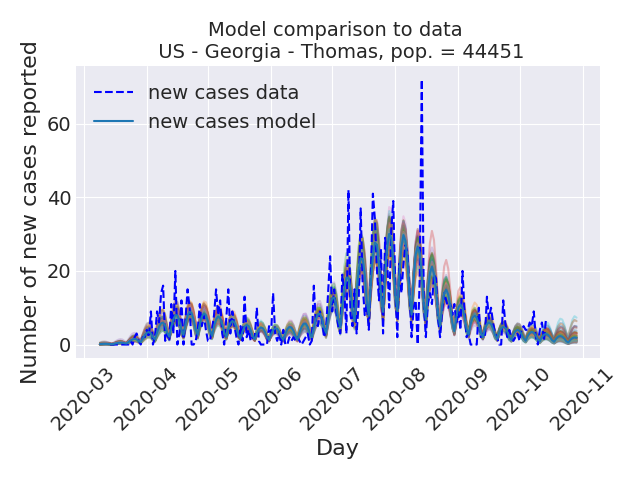 Model comparison to data
US - Georgia - Thomas, pop. = 44451
Number of new cases reported
60
40
20
0
new cases data
new cases model
2020-03
2020-04
2020-05
2020-06
2020-07
2020-08
2020-09
2020-10
2020-11
Day